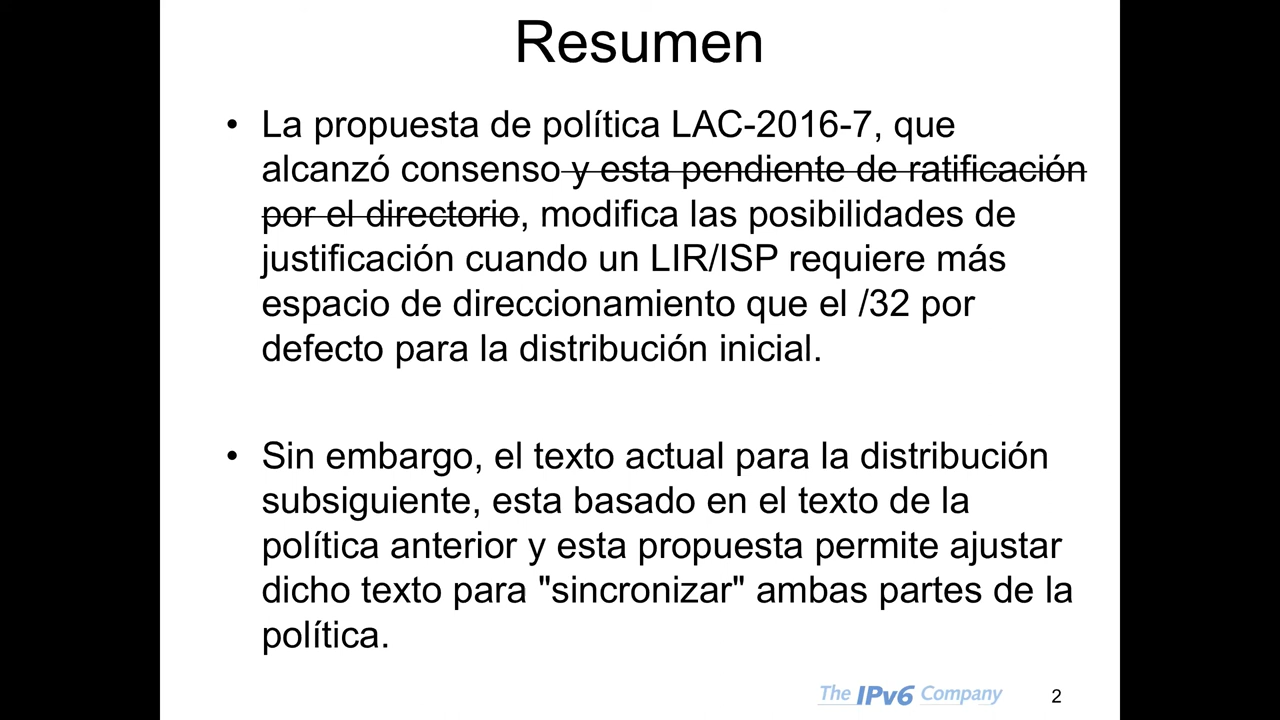 Resumen
• La propuesta de política LAC-2016-7, que
alcanzó consenso y esta pendiente de ratificación
por el directorio, modifica las posibilidades de
justificación cuando un LIR/ISP requiere más
espacio de direccionamiento que el /32 por
defecto para la distribución inicial.
• Sin embargo, el texto actual para la distribución
subsiguiente, esta basado en el texto de la
política anterior y esta propuesta permite ajustar
dicho texto para "sincronizar" ambas partes de la
política.
The IPv6 Company
2